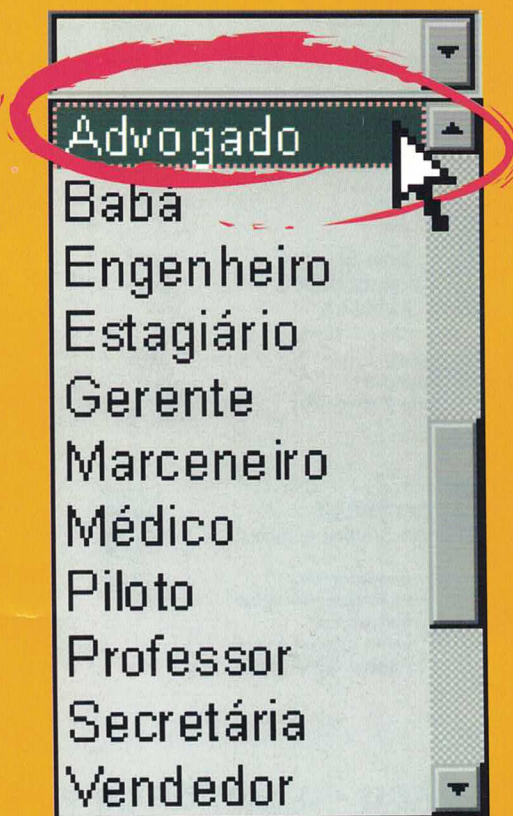 Advogado
Babá
Engenheiro
Estagiário
Gerente
Marceneiro
Médico
Piloto
Professor
Secretária
Vendedor